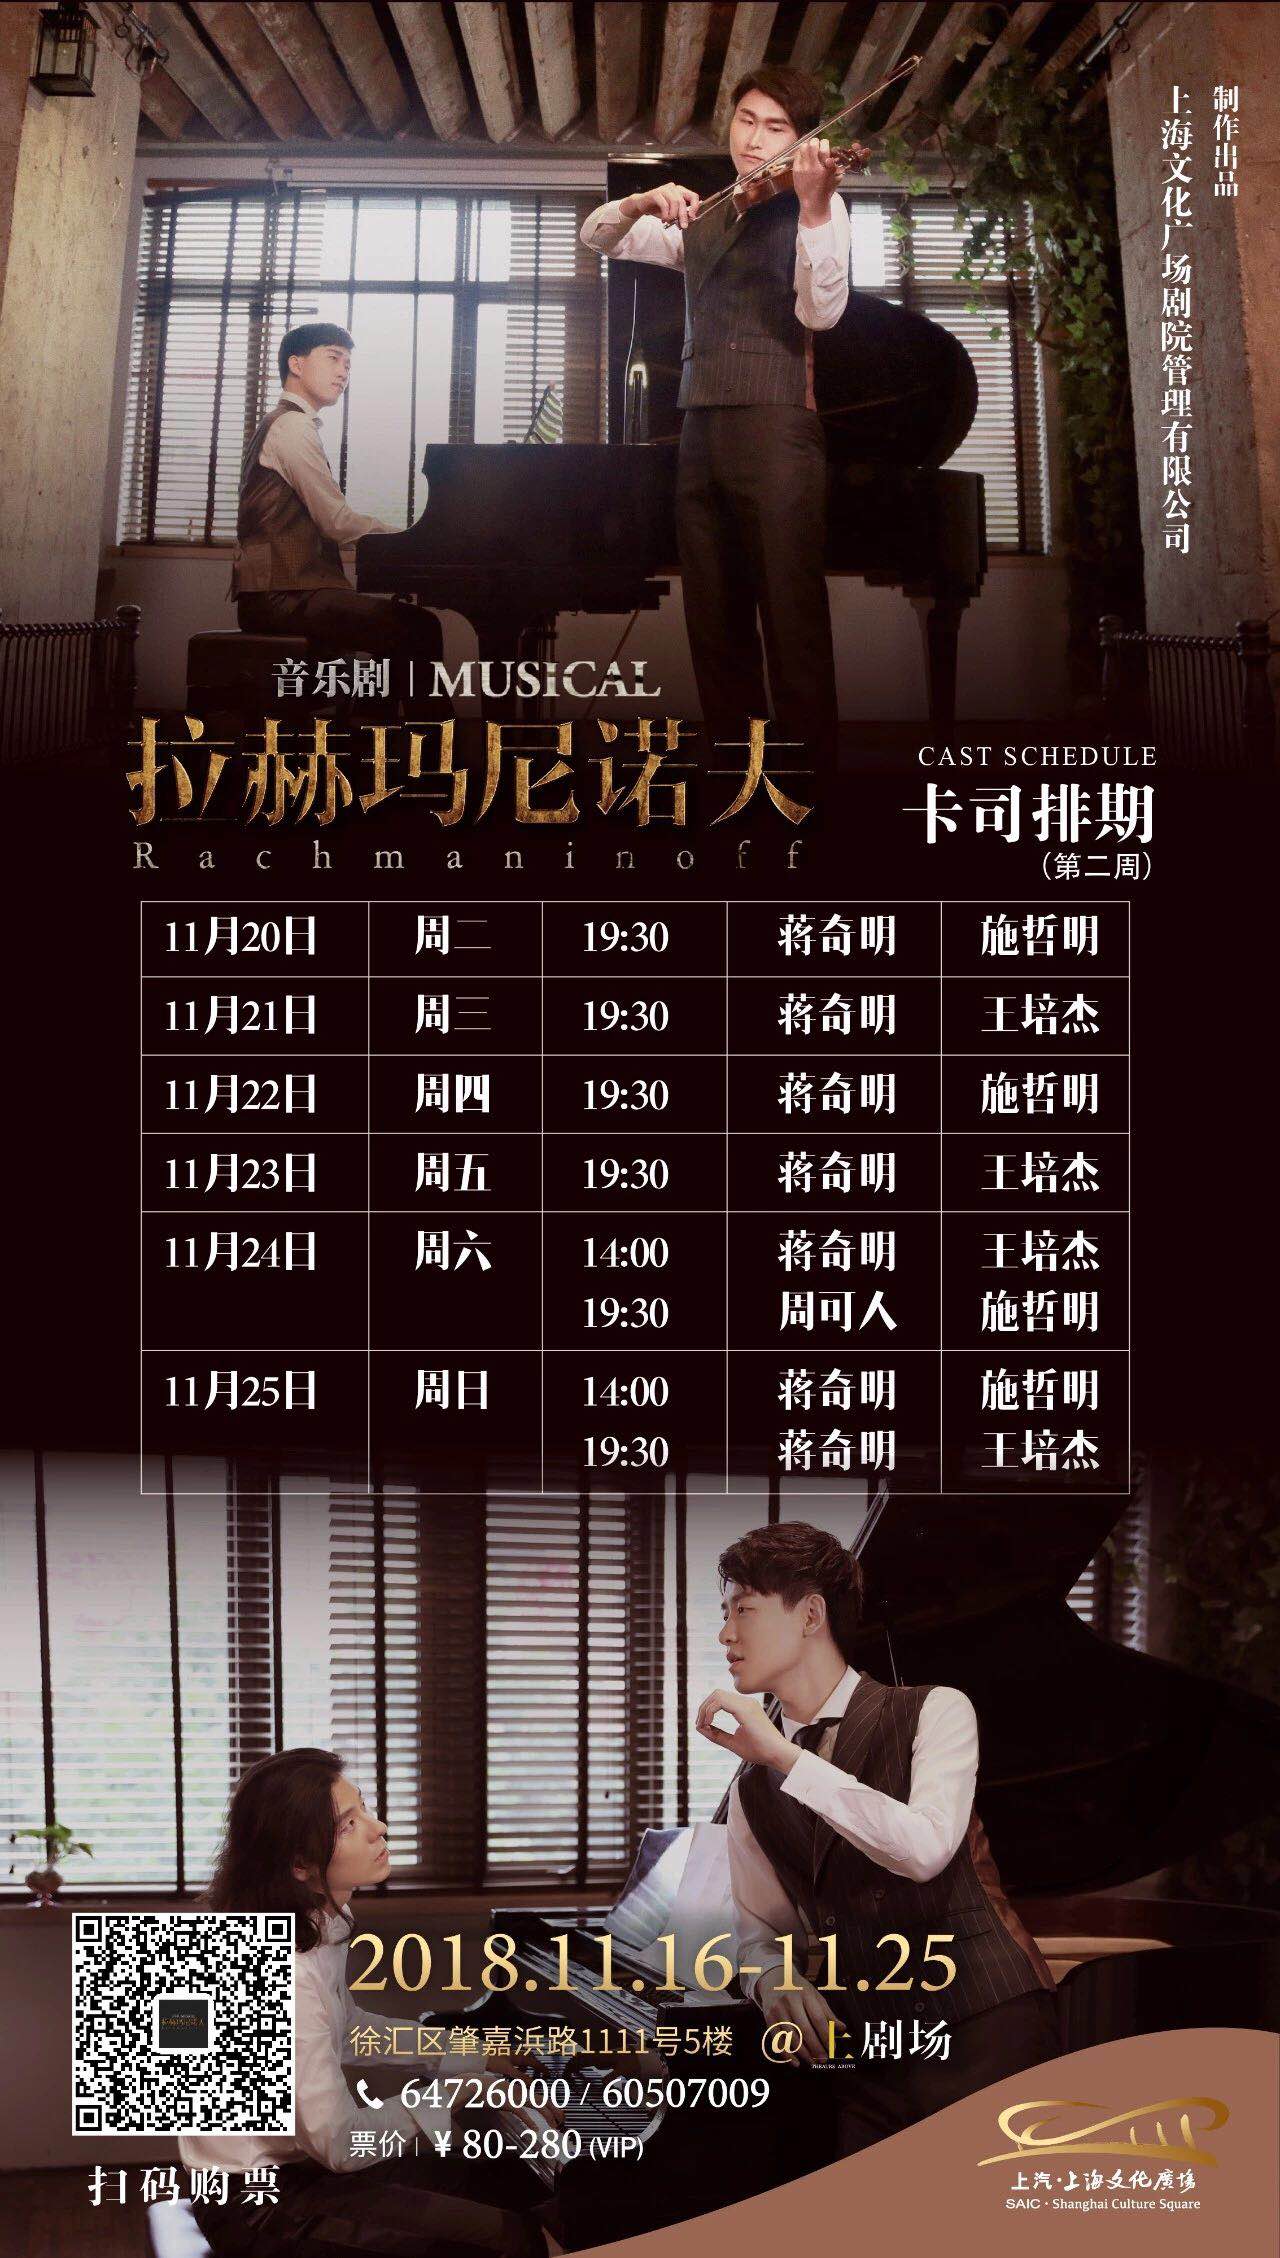 制作出品
上海文化广场剧院管理有限公司
音乐剧 | MUSICAL
拉赫玛尼诺夫
Rachmaninoff
CAST SCHEDULE
卡司排期
(第二周)
11月20日 周二 19:30 蒋奇明 施哲明
11月21日 周三 19:30 蒋奇明 王培杰
11月22日 周四 19:30 蒋奇明 施哲明
11月23日 周五 19:30 蒋奇明 王培杰
11月24日 周六 14:00 蒋奇明 王培杰
19:30 周可人 施哲明
11月25日 周日 14:00 蒋奇明 施哲明
19:30 蒋奇明 王培杰
2018.11.16-11.25
徐汇区肇嘉浜路1111号5楼 @上剧场
THEATRE ABOVE
64726000 / 60507009
票价 | ¥ 80-280 (VIP)
拉赫玛尼诺夫
扫码购票
上汽·上海文化廣場
SAIC · Shanghai Culture Square